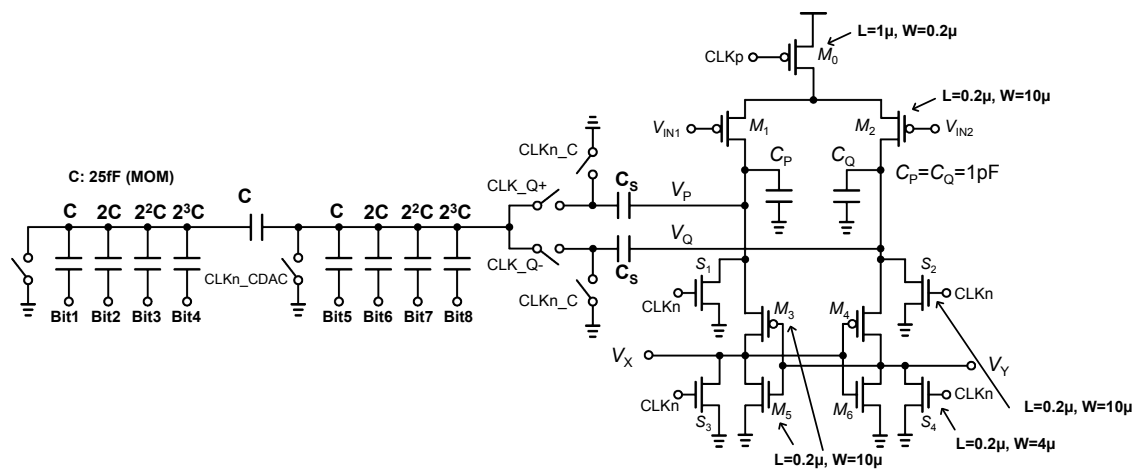 L=1µ, W=0.2µ
CLKp
M0
L=0.2µ, W=10µ
VIN1
M1
M2
VIN2
CLKn_C
CP
CQ
CP=CQ=1pF
C: 25fF (MOM)
CLK_Q+
CS
VP
C
2C
2²C
2³C
C
C
2C
2²C
2³C
VQ
CLK_Q-
CS
CLKn_CDAC
CLKn_C
S1
S2
CLKn
CLKn
Bit1
Bit2
Bit3
Bit4
Bit5
Bit6
Bit7
Bit8
M3
M4
VX
VY
CLKn
M5
M6
CLKn
S3
S4
L=0.2µ, W=10µ
L=0.2µ, W=4µ
L=0.2µ, W=10µ